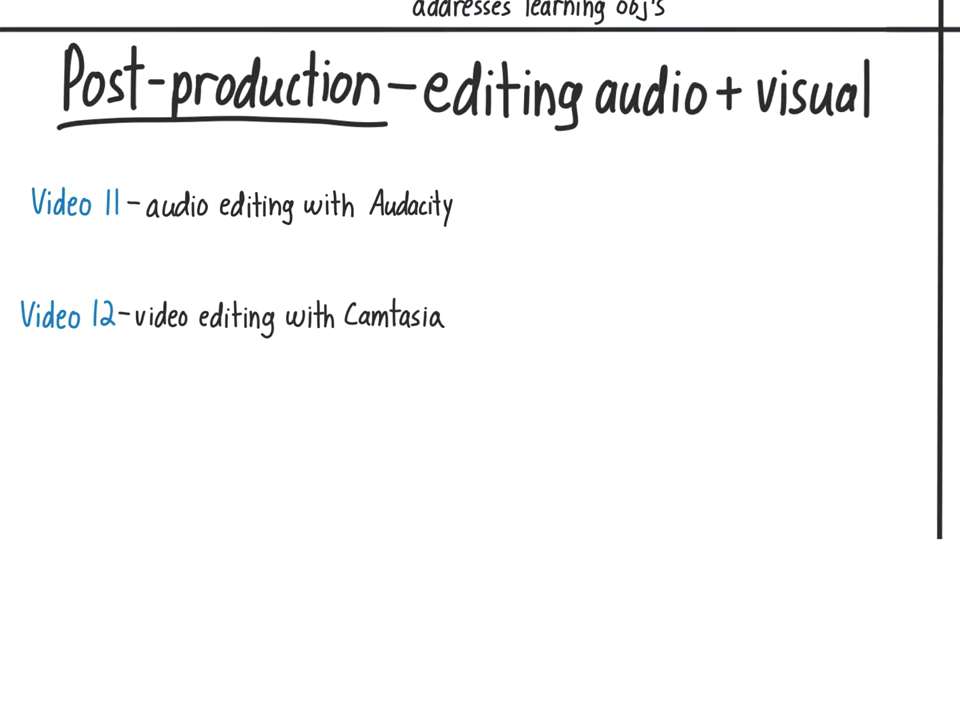 addresses learning obj's
Post-production-editing audio + visual
Video 11 - audio editing with Audacity
Video 12-video editing with Camtasia